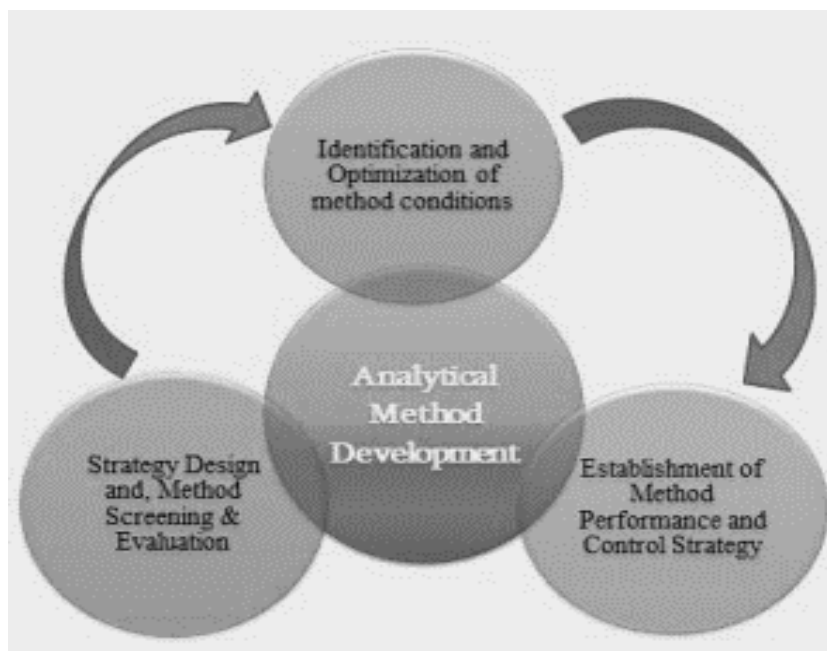 Identification and
Optimization of
method conditions
Analytical
Method
Development
Strategy Design
and, Method
Screening &
Evaluation
Establishment of
Method
Performance and
Control Strategy